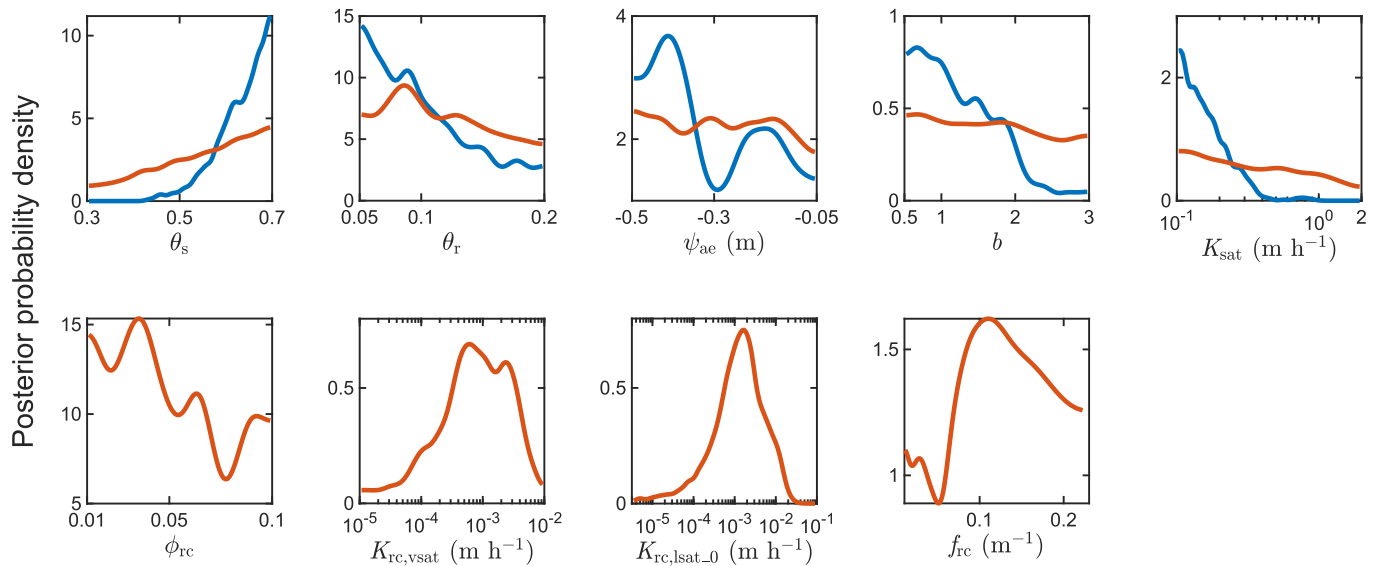 Posterior probability density
10
5
0
0.3 0.5 0.7
θs
15
10
5
0
0.05 0.1 0.2
θr
4
2
0
-0.5 -0.3 -0.05
ψae (m)
1
0.5
0
0.5 1 2 3
b
2
0
10⁻¹ 10⁰ 2
Ksat (m h⁻¹)
15
10
5
0.01 0.05 0.1
ϕrc
0.5
0
10⁻⁵ 10⁻⁴ 10⁻³ 10⁻²
Krc,vsat (m h⁻¹)
0.5
0
10⁻⁵ 10⁻⁴ 10⁻³ 10⁻² 10⁻¹
Krc,lsat_0 (m h⁻¹)
1.5
1
0.1 0.2
frc (m⁻¹)